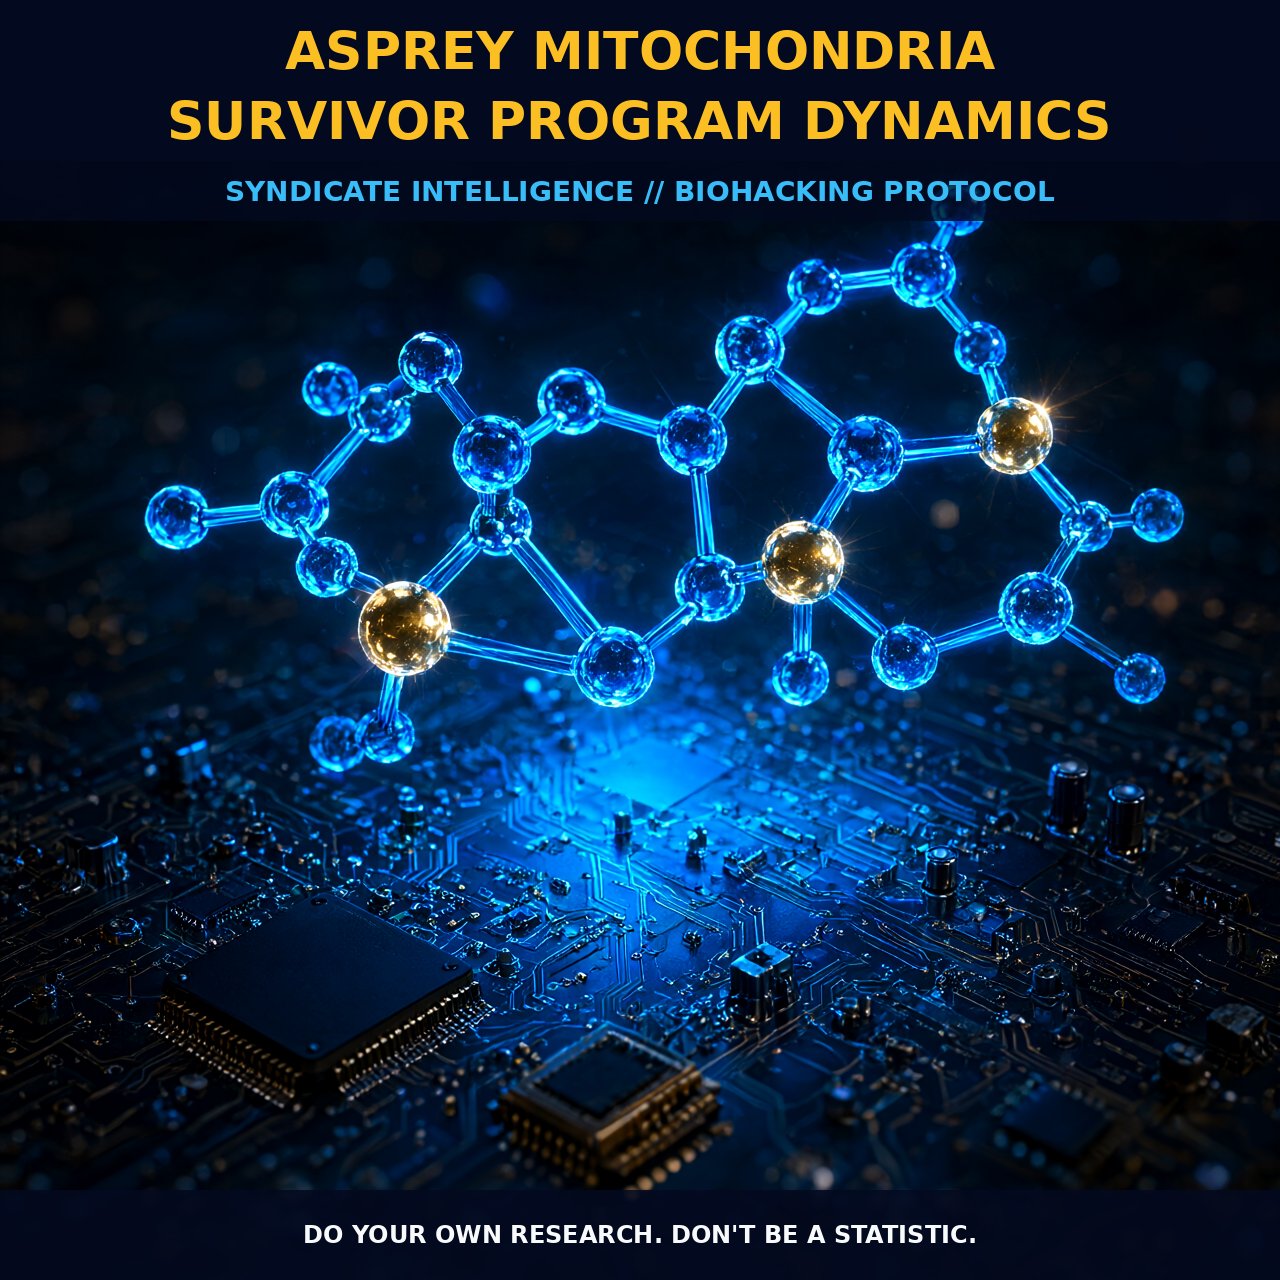 ASPREY MITOCHONDRIA
SURVIVOR PROGRAM DYNAMICS
SYNDICATE INTELLIGENCE // BIOHACKING PROTOCOL
DO YOUR OWN RESEARCH. DON'T BE A STATISTIC.